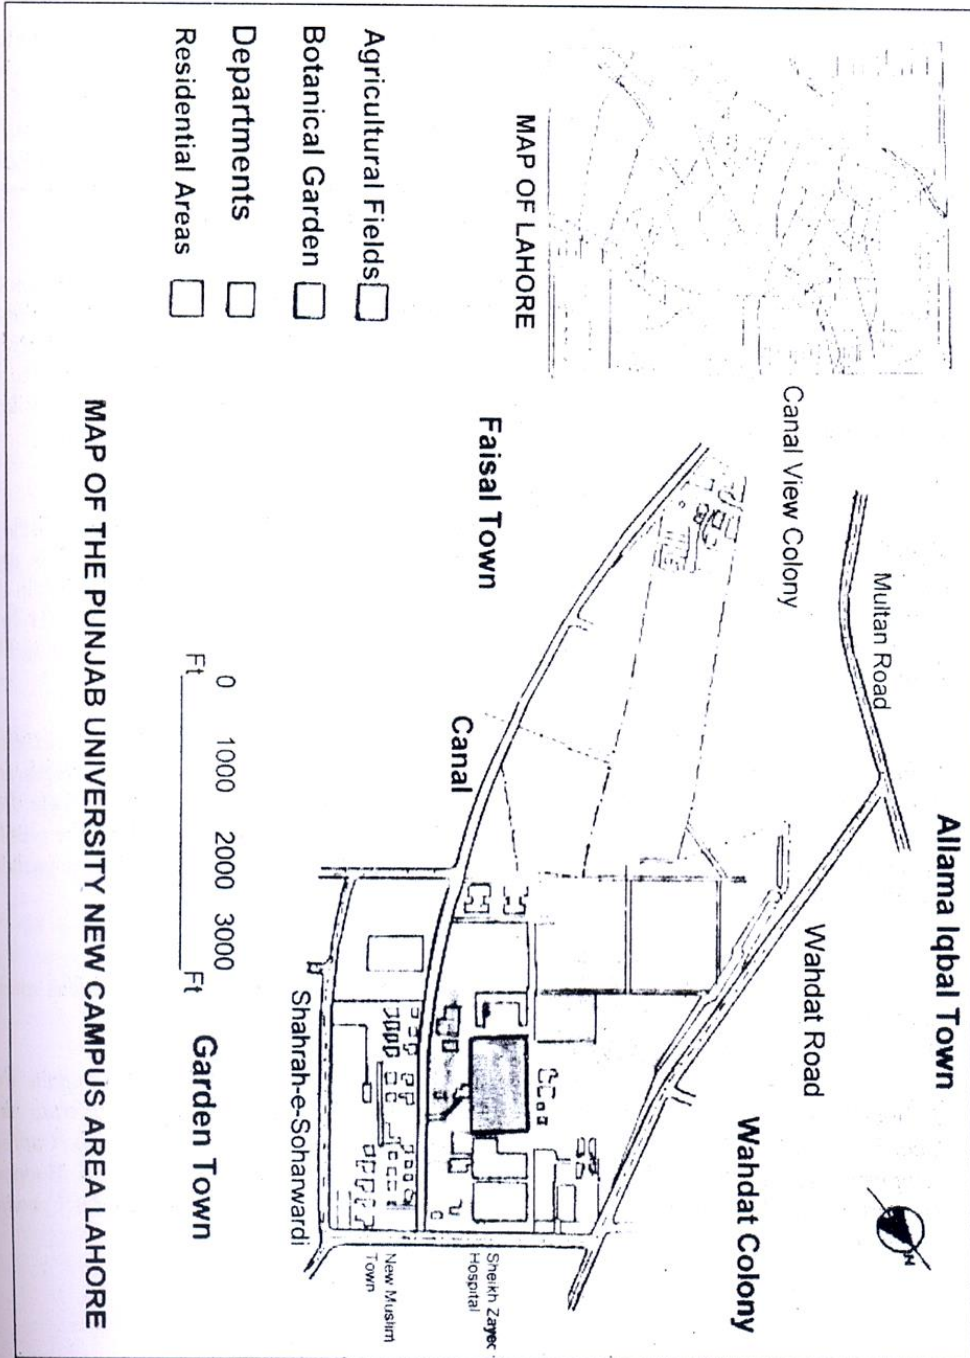 MAP OF LAHORE
Agricultural Fields
Botanical Garden
Departments
Residential Areas
Allama Iqbal Town
Multan Road
Canal View Colony
Wahdat Road
Wahdat Colony
N
Faisal Town
Canal
Sheikh Zayec
Hospital
New Muslim
Town
Shahrah-e-Soharwardi
Garden Town
0 1000 2000 3000
Ft Ft
MAP OF THE PUNJAB UNIVERSITY NEW CAMPUS AREA LAHORE